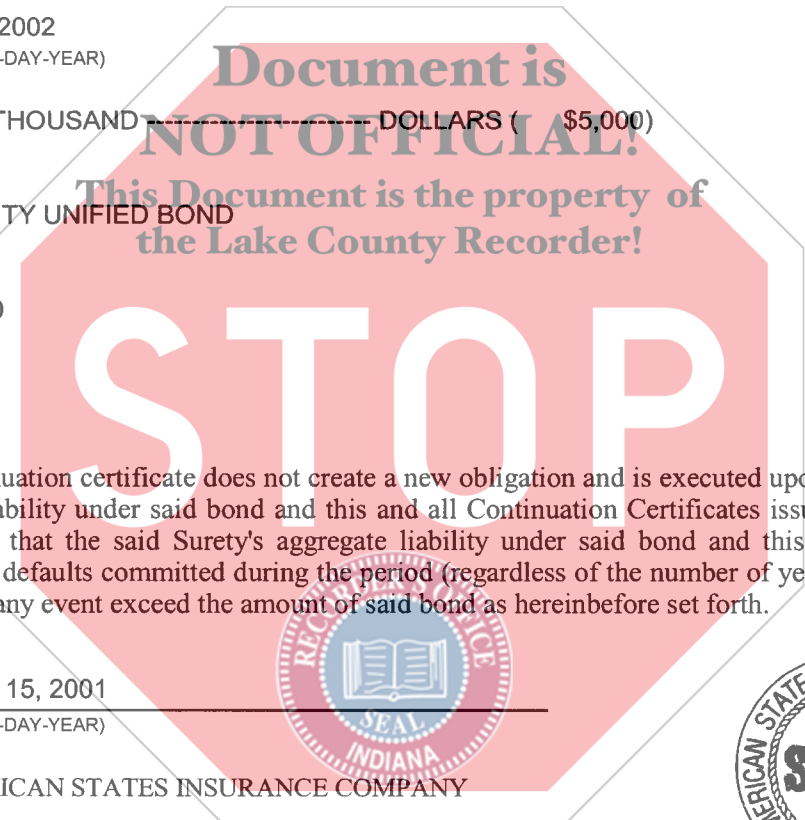 2002
-DAY-YEAR)
Document is
THOUSAND ----------------------- DOLLARS ( $5,000)
NOT OFFICIAL!
This Document is the property of
TY UNIFIED BOND
the Lake County Recorder!
STOP
uation certificate does not create a new obligation and is executed upo
ability under said bond and this and all Continuation Certificates issu
that the said Surety's aggregate liability under said bond and this
defaults committed during the period (regardless of the number of ye
any event exceed the amount of said bond as hereinbefore set forth.
RECORDER'S OFFICE
SEAL
INDIANA
15, 2001
-DAY-YEAR)
ICAN STATES INSURANCE COMPANY
ERICAN STATE
S